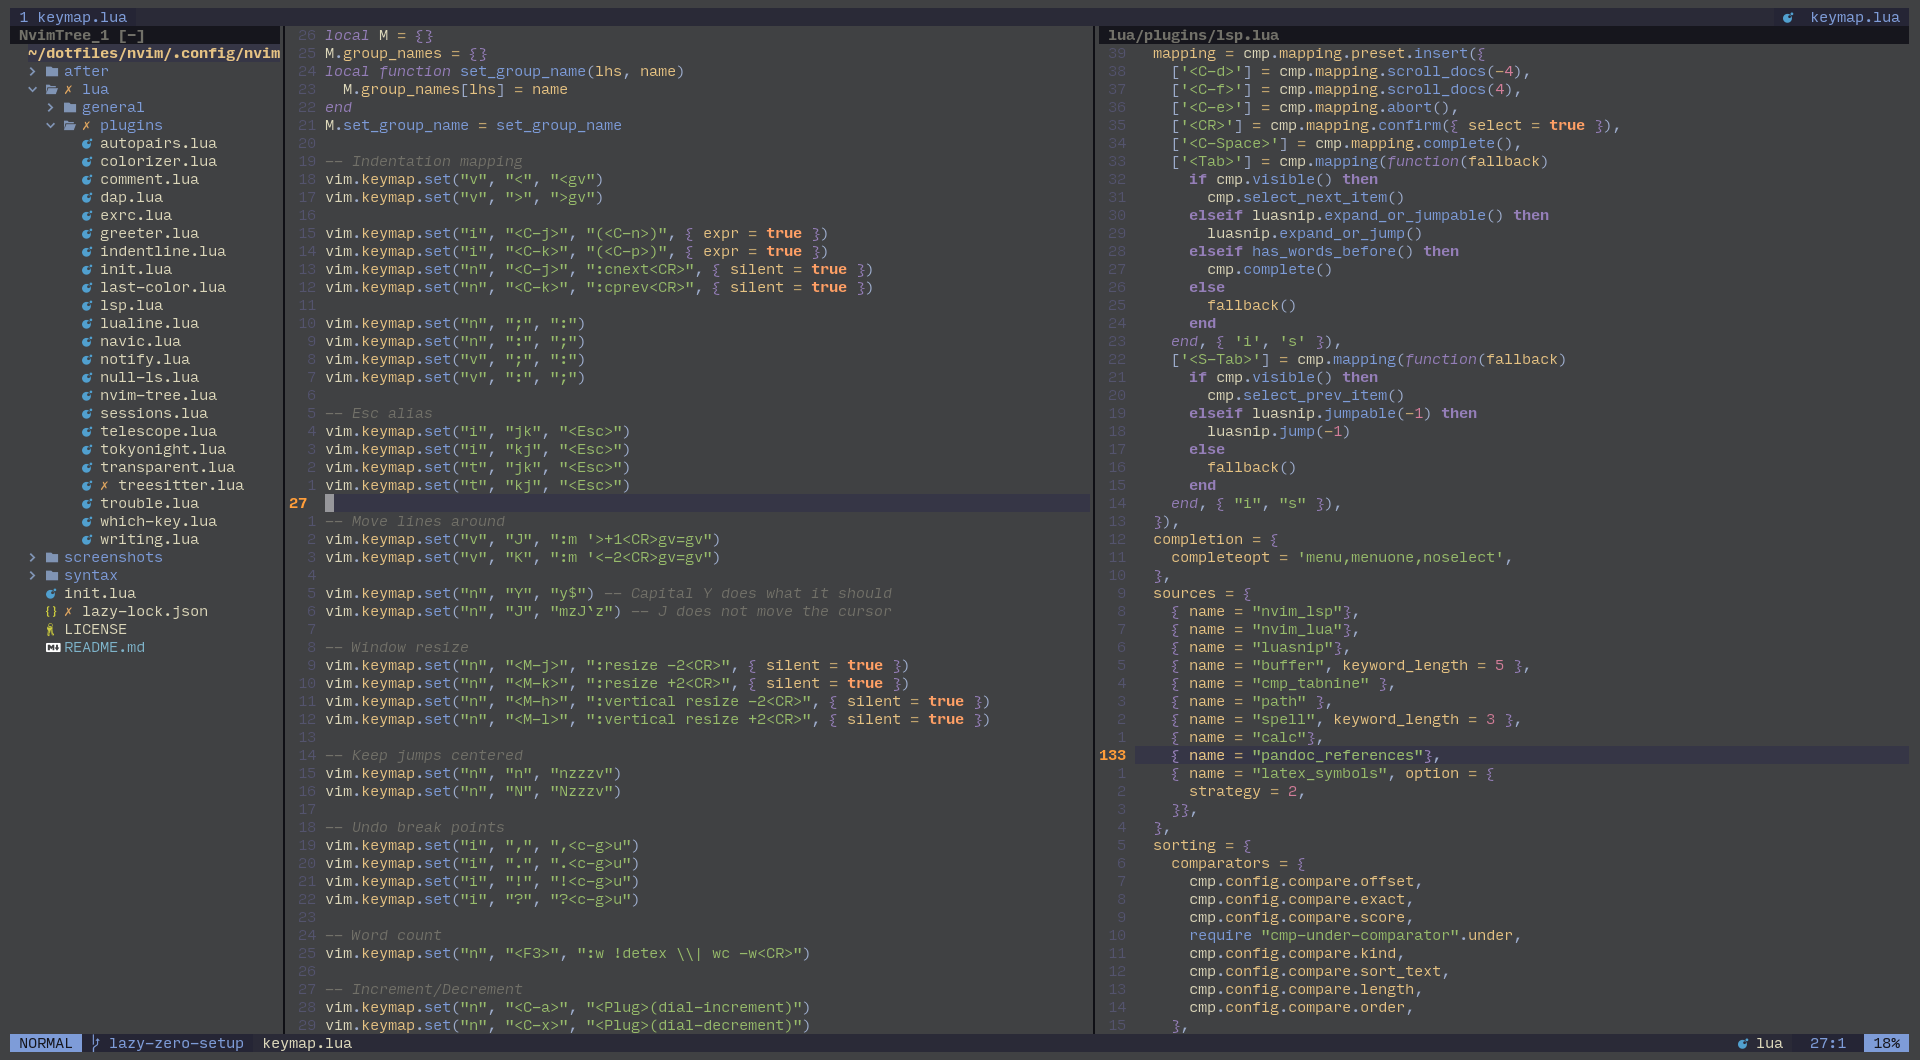 1 keymap.lua keymap.lua
NvimTree_1 [-]
~/dotfiles/nvim/.config/nvim
after
lua
general
✗ plugins
autopairs.lua
colorizer.lua
comment.lua
dap.lua
exrc.lua
greeter.lua
indentline.lua
init.lua
last-color.lua
lsp.lua
lualine.lua
navic.lua
notify.lua
null-ls.lua
nvim-tree.lua
sessions.lua
telescope.lua
tokyonight.lua
transparent.lua
✗ treesitter.lua
trouble.lua
which-key.lua
writing.lua
screenshots
syntax
init.lua
{} ✗ lazy-lock.json
LICENSE
README.md
26 local M = {}
25 M.group_names = {}
24 local function set_group_name(lhs, name)
23   M.group_names[lhs] = name
22 end
21 M.set_group_name = set_group_name
20
19 -- Indentation mapping
18 vim.keymap.set("v", "<", "<gv")
17 vim.keymap.set("v", ">", ">gv")
16
15 vim.keymap.set("i", "<C-j>", "(<C-n>)", { expr = true })
14 vim.keymap.set("i", "<C-k>", "(<C-p>)", { expr = true })
13 vim.keymap.set("n", "<C-j>", ":cnext<CR>", { silent = true })
12 vim.keymap.set("n", "<C-k>", ":cprev<CR>", { silent = true })
11
10 vim.keymap.set("n", ";", ":")
9 vim.keymap.set("n", ":", ";")
8 vim.keymap.set("v", ";", ":")
7 vim.keymap.set("v", ":", ";")
6
5 -- Esc alias
4 vim.keymap.set("i", "jk", "<Esc>")
3 vim.keymap.set("i", "kj", "<Esc>")
2 vim.keymap.set("t", "jk", "<Esc>")
1 vim.keymap.set("t", "kj", "<Esc>")
27
1 -- Move lines around
2 vim.keymap.set("v", "J", ":m '>+1<CR>gv=gv")
3 vim.keymap.set("v", "K", ":m '<-2<CR>gv=gv")
4
5 vim.keymap.set("n", "Y", "y$") -- Capital Y does what it should
6 vim.keymap.set("n", "J", "mzJ`z") -- J does not move the cursor
7
8 -- Window resize
9 vim.keymap.set("n", "<M-j>", ":resize -2<CR>", { silent = true })
10 vim.keymap.set("n", "<M-k>", ":resize +2<CR>", { silent = true })
11 vim.keymap.set("n", "<M-h>", ":vertical resize -2<CR>", { silent = true })
12 vim.keymap.set("n", "<M-l>", ":vertical resize +2<CR>", { silent = true })
13
14 -- Keep jumps centered
15 vim.keymap.set("n", "n", "nzzzv")
16 vim.keymap.set("n", "N", "Nzzzv")
17
18 -- Undo break points
19 vim.keymap.set("i", ",", ",<c-g>u")
20 vim.keymap.set("i", ".", ".<c-g>u")
21 vim.keymap.set("i", "!", "!<c-g>u")
22 vim.keymap.set("i", "?", "?<c-g>u")
23
24 -- Word count
25 vim.keymap.set("n", "<F3>", ":w !detex \\| wc -w<CR>")
26
27 -- Increment/Decrement
28 vim.keymap.set("n", "<C-a>", "<Plug>(dial-increment)")
29 vim.keymap.set("n", "<C-x>", "<Plug>(dial-decrement)")
lua/plugins/lsp.lua
39   mapping = cmp.mapping.preset.insert({
38     ['<C-d>'] = cmp.mapping.scroll_docs(-4),
37     ['<C-f>'] = cmp.mapping.scroll_docs(4),
36     ['<C-e>'] = cmp.mapping.abort(),
35     ['<CR>'] = cmp.mapping.confirm({ select = true }),
34     ['<C-Space>'] = cmp.mapping.complete(),
33     ['<Tab>'] = cmp.mapping(function(fallback)
32       if cmp.visible() then
31         cmp.select_next_item()
30       elseif luasnip.expand_or_jumpable() then
29         luasnip.expand_or_jump()
28       elseif has_words_before() then
27         cmp.complete()
26       else
25         fallback()
24       end
23     end, { 'i', 's' }),
22     ['<S-Tab>'] = cmp.mapping(function(fallback)
21       if cmp.visible() then
20         cmp.select_prev_item()
19       elseif luasnip.jumpable(-1) then
18         luasnip.jump(-1)
17       else
16         fallback()
15       end
14     end, { "i", "s" }),
13   }),
12   completion = {
11     completeopt = 'menu,menuone,noselect',
10   },
9   sources = {
8     { name = "nvim_lsp"},
7     { name = "nvim_lua"},
6     { name = "luasnip"},
5     { name = "buffer", keyword_length = 5 },
4     { name = "cmp_tabnine" },
3     { name = "path" },
2     { name = "spell", keyword_length = 3 },
1     { name = "calc"},
133     { name = "pandoc_references"},
1     { name = "latex_symbols", option = {
2       strategy = 2,
3     }},
4   },
5   sorting = {
6     comparators = {
7       cmp.config.compare.offset,
8       cmp.config.compare.exact,
9       cmp.config.compare.score,
10       require "cmp-under-comparator".under,
11       cmp.config.compare.kind,
12       cmp.config.compare.sort_text,
13       cmp.config.compare.length,
14       cmp.config.compare.order,
15     },
NORMAL lazy-zero-setup keymap.lua lua 27:1 18%